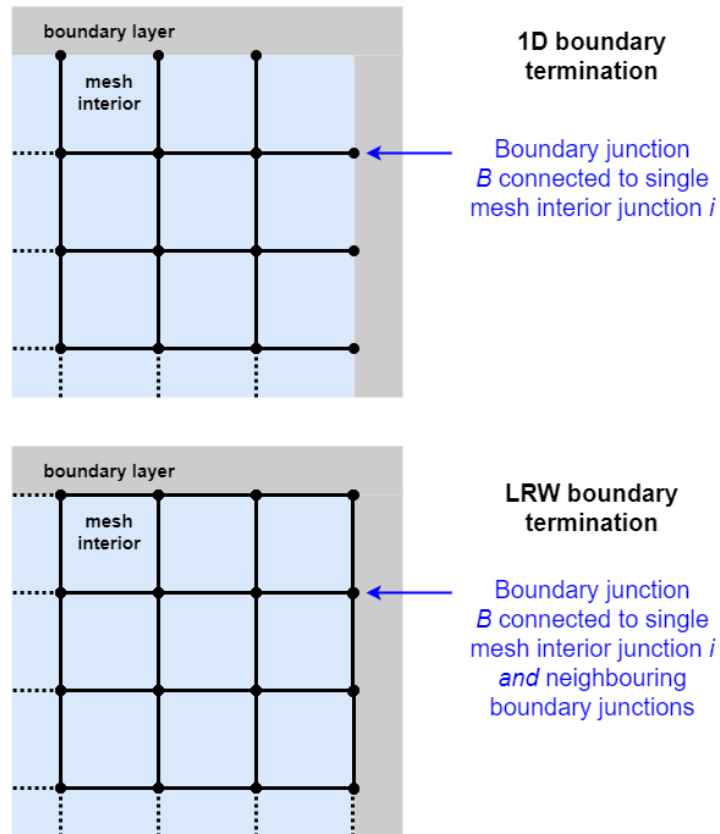 boundary layer
mesh
interior
1D boundary
termination
Boundary junction
B connected to single
mesh interior junction i
boundary layer
mesh
interior
LRW boundary
termination
Boundary junction
B connected to single
mesh interior junction i
and neighbouring
boundary junctions